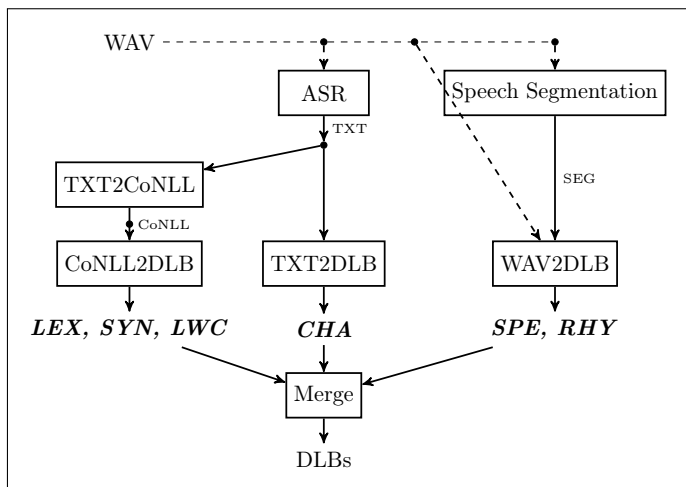 WAV
ASR
Speech Segmentation
TXT
TXT2CoNLL
SEG
CoNLL
CoNLL2DLB
TXT2DLB
WAV2DLB
LEX, SYN, LWC
CHA
SPE, RHY
Merge
DLBs